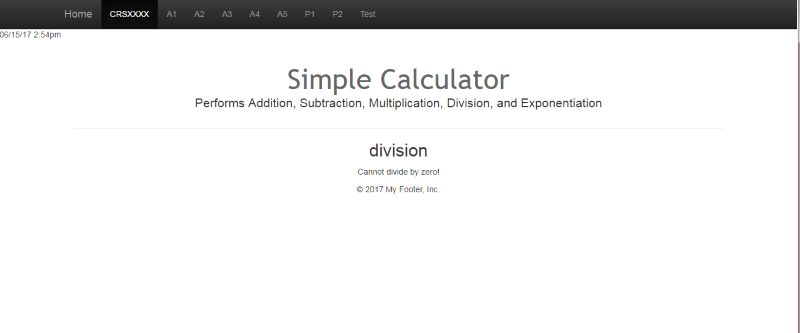 Home CRSXXXX A1 A2 A3 A4 A5 P1 P2 Test
06/15/17 2:54pm
Simple Calculator
Performs Addition, Subtraction, Multiplication, Division, and Exponentiation
division
Cannot divide by zero!
© 2017 My Footer, Inc.